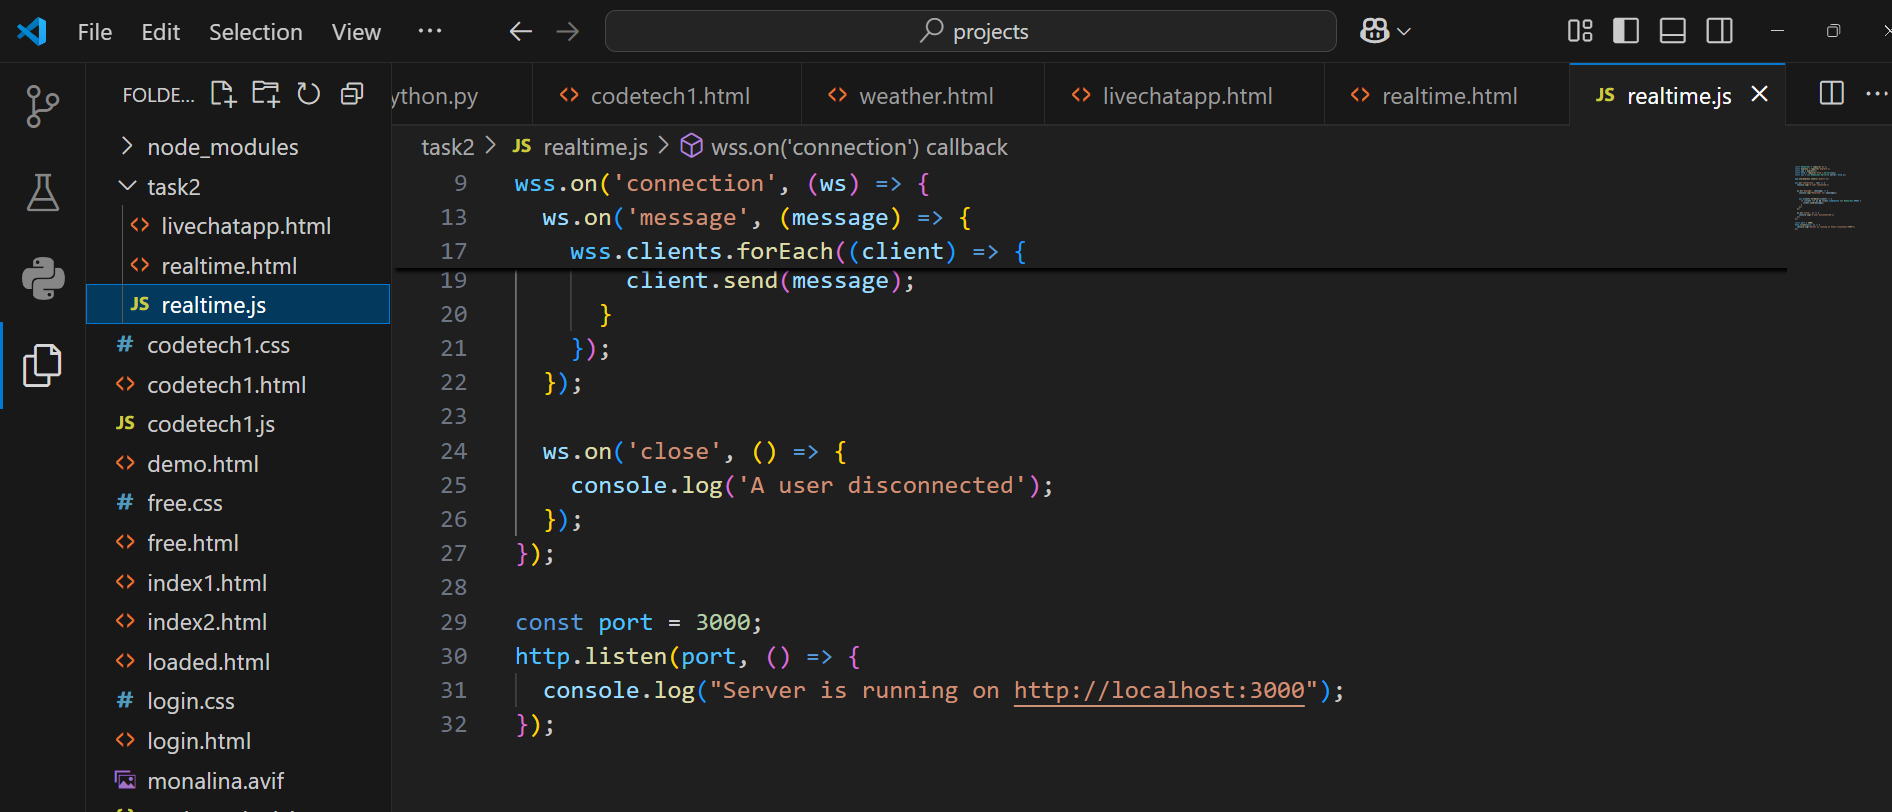 File Edit Selection View ···
projects
FOLDE...
ython.py
codetech1.html
weather.html
livechatapp.html
realtime.html
JS realtime.js
node_modules
task2
livechatapp.html
realtime.html
JS realtime.js
# codetech1.css
codetech1.html
JS codetech1.js
demo.html
# free.css
free.html
index1.html
index2.html
loaded.html
# login.css
login.html
monalina.avif
task2 > JS realtime.js > wss.on('connection') callback
9 wss.on('connection', (ws) => {
13 ws.on('message', (message) => {
17 wss.clients.forEach((client) => {
19 client.send(message);
20 }
21 });
22 });
23
24 ws.on('close', () => {
25 console.log('A user disconnected');
26 });
27 });
28
29 const port = 3000;
30 http.listen(port, () => {
31 console.log("Server is running on http://localhost:3000");
32 });